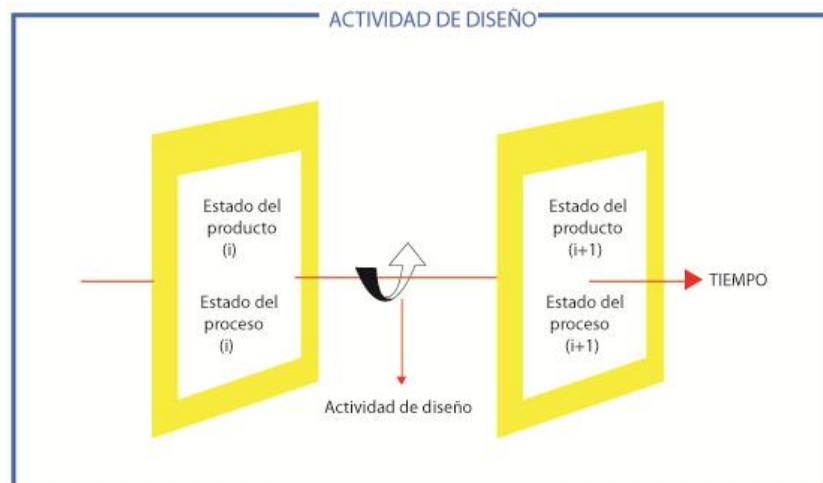 ACTIVIDAD DE DISEÑO
Estado del
producto
(i)
Estado del
proceso
(i)
Actividad de diseño
Estado del
producto
(i+1)
Estado del
proceso
(i+1)
TIEMPO